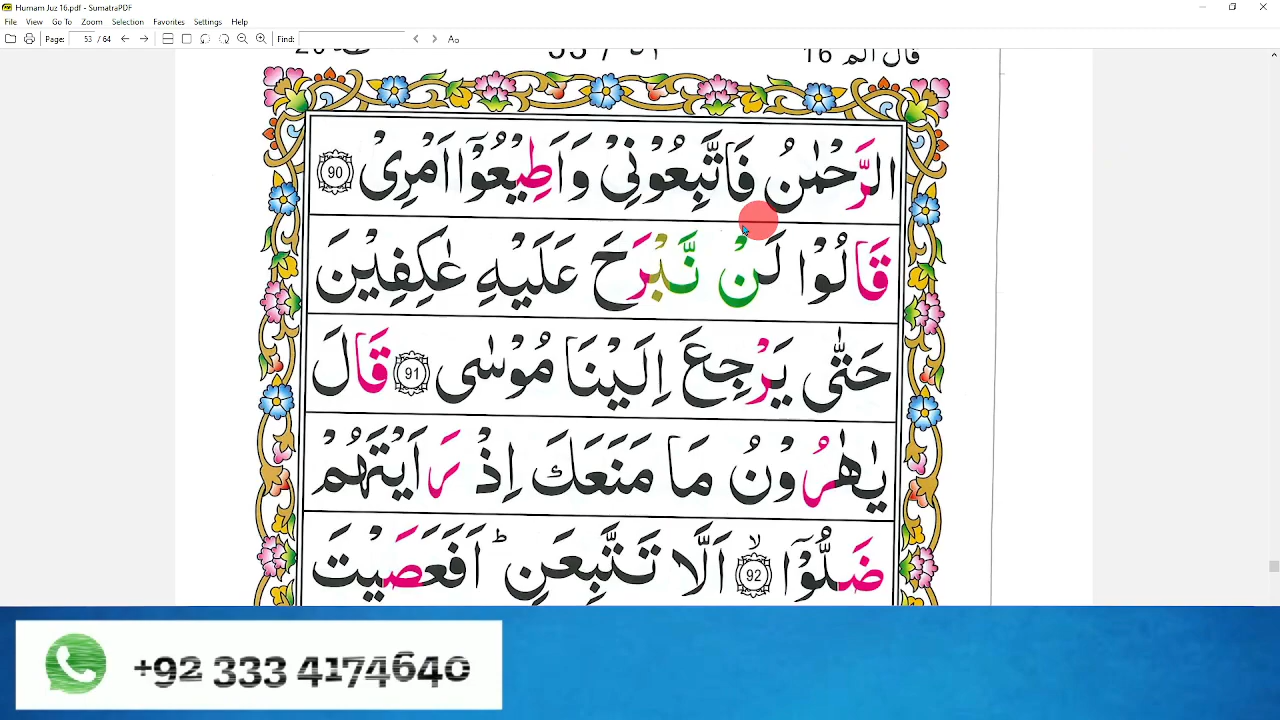 Humam Juz 16.pdf - SumatraPDF
File View Go To Zoom Selection Favorites Settings Help
Page: 53 / 64 Find: Aa
قال الم 16
الرَّحْمٰنُ فَاتَّبِعُوْنِیْ وَاَطِیْعُوْۤا اَمْرِیْ 90
قَالُوْا لَنْ نَّبْرَحَ عَلَیْهِ عٰكِفِیْنَ
حَتّٰی یَرْجِعَ اِلَیْنَا مُوْسٰی 91 قَالَ
یٰهٰرُوْنُ مَا مَنَعَكَ اِذْ رَاَیْتَهُمْ
ضَلُّوْۤا ۙ 92 اَلَّا تَتَّبِعَنِ ؕ اَفَعَصَیْتَ
+92 333 4174640